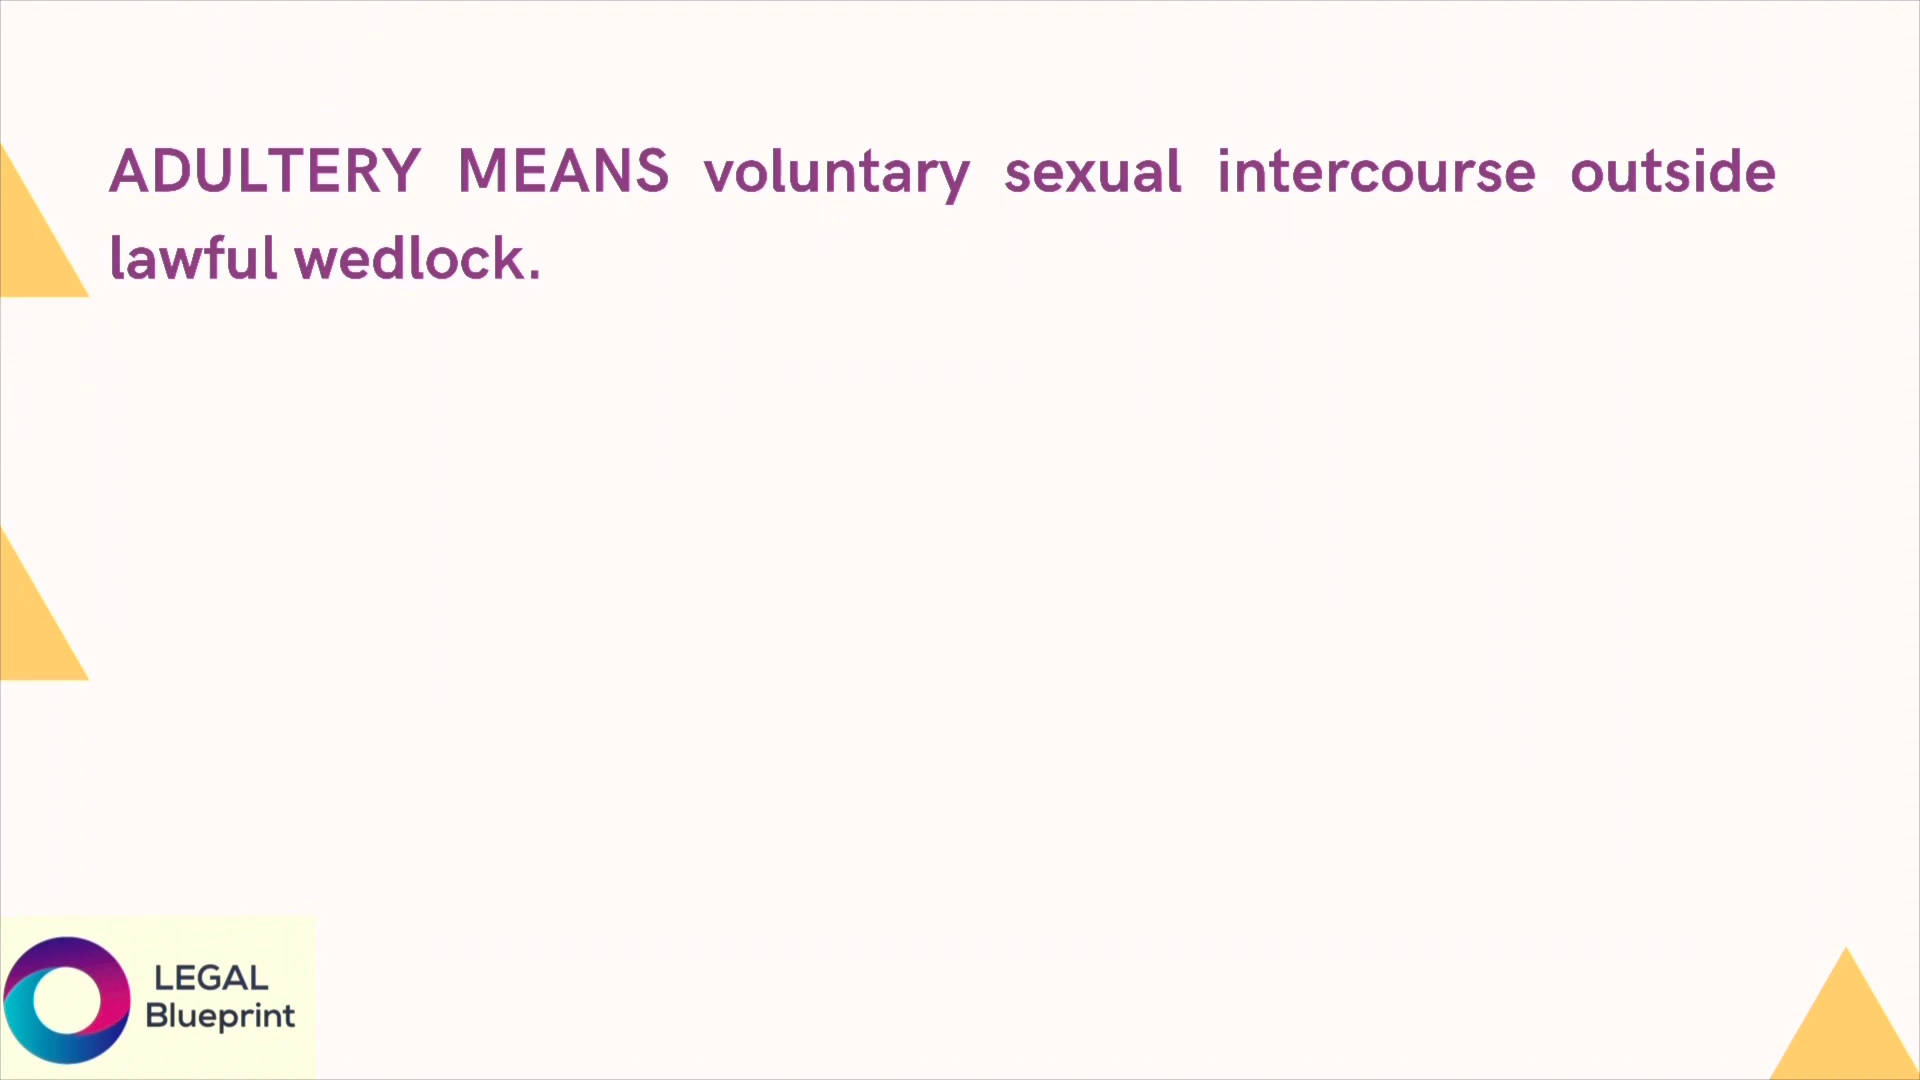 ADULTERY MEANS voluntary sexual intercourse outside
lawful wedlock.
LEGAL
Blueprint